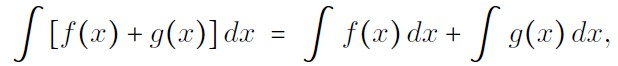 ∫ [f(x) + g(x)] dx = ∫ f(x) dx + ∫ g(x) dx,